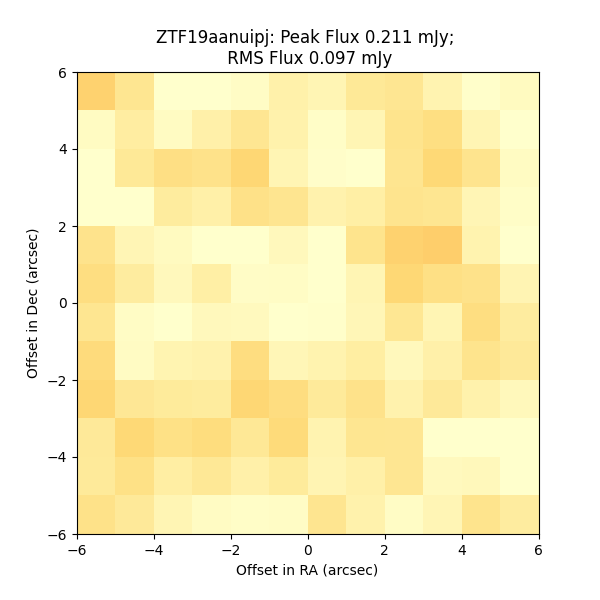 ZTF19aanuipj: Peak Flux 0.211 mJy;
RMS Flux 0.097 mJy
6
4
2
0
−2
−4
−6
Offset in Dec (arcsec)
−6 −4 −2 0 2 4 6
Offset in RA (arcsec)